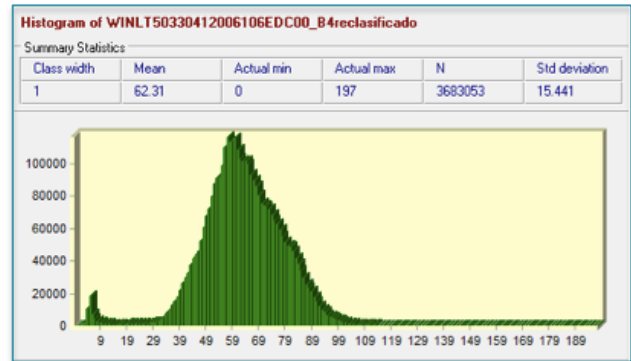 Histogram of WINLT50330412006106EDC00_B4reclasificado
Summary Statistics
Class width Mean Actual min Actual max N Std deviation
1 62.31 0 197 3683053 15.441
100000
80000
60000
40000
20000
0
9 19 29 39 49 59 69 79 89 99 109 119 129 139 149 159 169 179 189